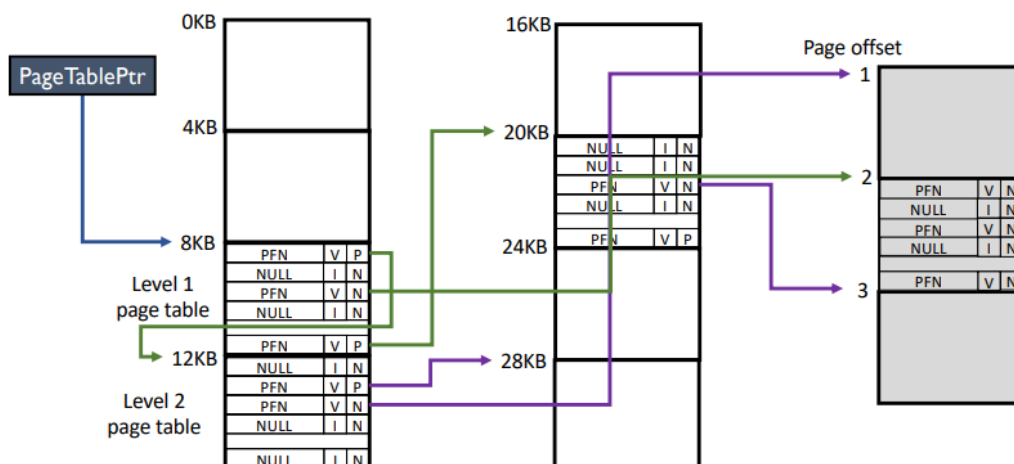 PageTablePtr
0KB
4KB
8KB
Level 1
page table
12KB
Level 2
page table
PFN V P
NULL I N
PFN V N
NULL I N
PFN V P
NULL I N
PFN V P
PFN V N
NULL I N
NULL I N
16KB
20KB
24KB
28KB
NULL I N
NULL I N
PFN V N
NULL I N
PFN V P
Page offset
1
2
3
PFN V N
NULL I N
PFN V N
NULL I N
PFN V N